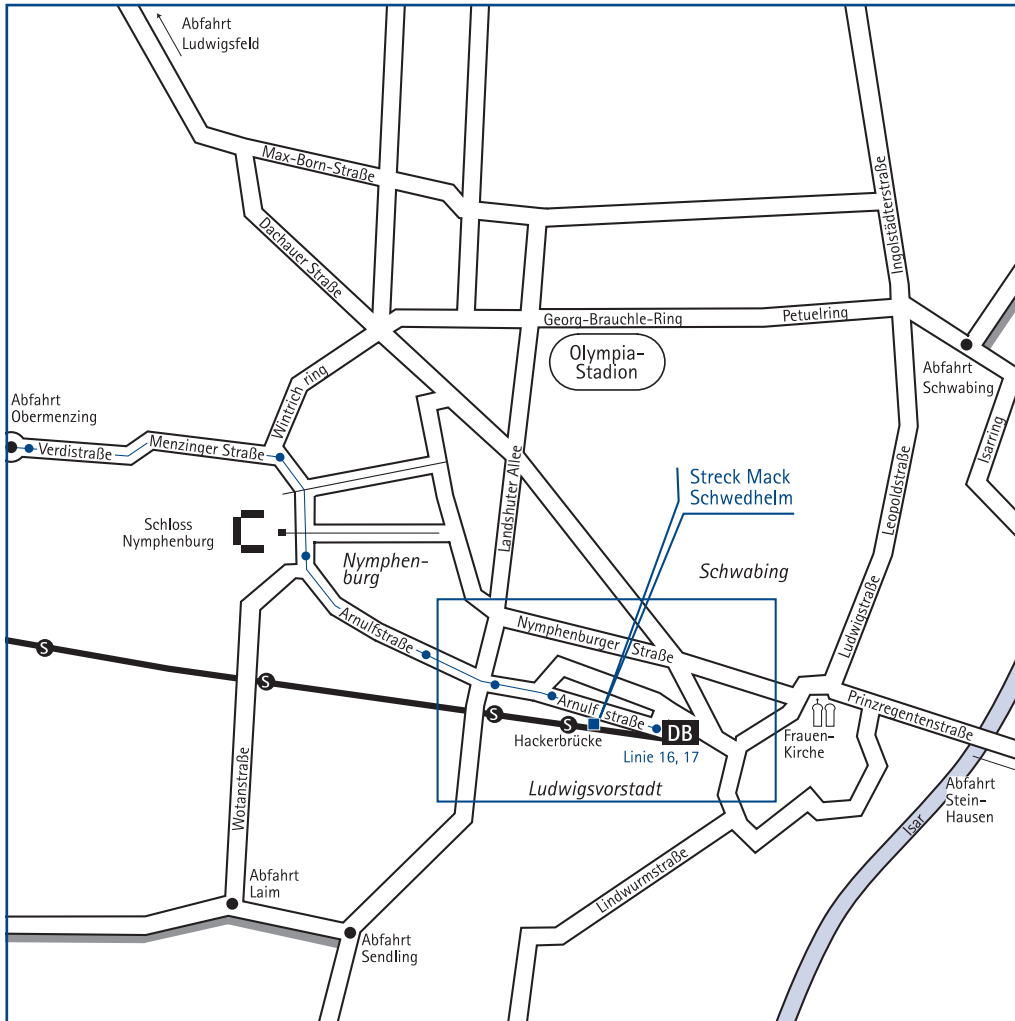 Abfahrt
Ludwigsfeld
Max-Born-Straße
Dachauer Straße
Ingolstädterstraße
Georg-Brauchle-Ring
Petuelring
Olympia-
Stadion
Abfahrt
Schwabing
Wintrich ring
Abfahrt
Obermenzing
Verdistraße
Menzinger Straße
Isarring
Landshuter Allee
Leopoldstraße
Streck Mack
Schwedhelm
Schloss
Nymphenburg
Nymphen-
burg
Schwabing
Arnulfstraße
Nymphenburger Straße
Ludwigstraße
S
S
S
S
Arnulf straße
Prinzregentenstraße
DB
Hackerbrücke
Linie 16, 17
Frauen-
Kirche
Ludwigsvorstadt
Wotanstraße
Abfahrt
Stein-
Hausen
Isar
Lindwurmstraße
Abfahrt
Laim
Abfahrt
Sendling